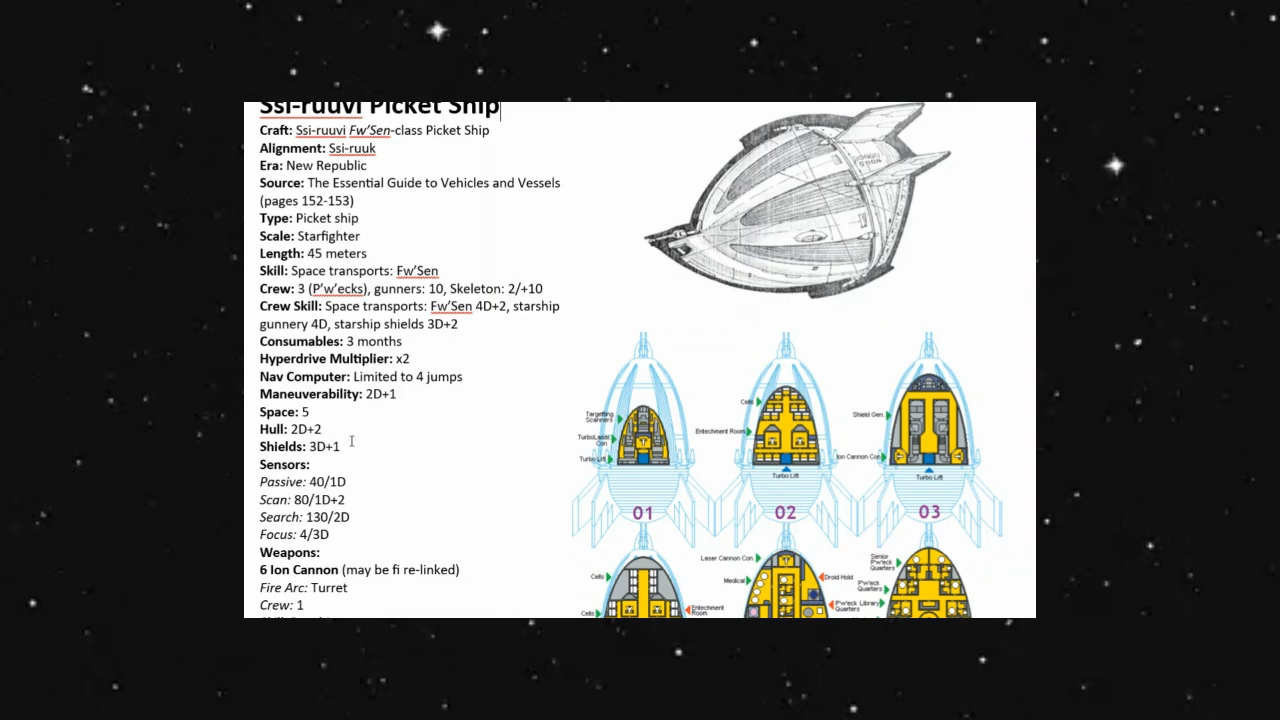 Ssi-ruuvi Picket Ship
Craft: Ssi-ruuvi Fw'Sen-class Picket Ship
Alignment: Ssi-ruuk
Era: New Republic
Source: The Essential Guide to Vehicles and Vessels
(pages 152-153)
Type: Picket ship
Scale: Starfighter
Length: 45 meters
Skill: Space transports: Fw'Sen
Crew: 3 (P'w'ecks), gunners: 10, Skeleton: 2/+10
Crew Skill: Space transports: Fw'Sen 4D+2, starship
gunnery 4D, starship shields 3D+2
Consumables: 3 months
Hyperdrive Multiplier: x2
Nav Computer: Limited to 4 jumps
Maneuverability: 2D+1
Space: 5
Hull: 2D+2
Shields: 3D+1
Sensors:
Passive: 40/1D
Scan: 80/1D+2
Search: 130/2D
Focus: 4/3D
Weapons:
6 Ion Cannon (may be fi re-linked)
Fire Arc: Turret
Crew: 1
Targetting
Scanners
TurboLaser
Con.
Turbo Lift
01
Cells
Entechment Room
Turbo Lift
02
Shield Gen.
Ion Cannon Con.
Turbo Lift
03
Cells
Cells
Entechment
Room
Laser Cannon Con.
Medical
Droid Hold
P'w'eck Library
Quarters
Senior
P'w'eck
Quarters
P'w'eck
Quarters